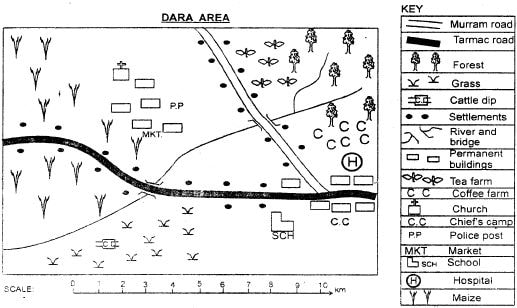 DARA AREA
P.P
MKT.
C C C
C C
H
SCH
C.C
SCALE: 0 1 2 3 4 5 6 7 8 9 10 km
KEY
Murram road
Tarmac road
Forest
Grass
Cattle dip
Settlements
River and
bridge
Permanent
buildings
Tea farm
C C Coffee farm
Church
C.C Chief's camp
P.P Police post
MKT Market
SCH School
H Hospital
Maize